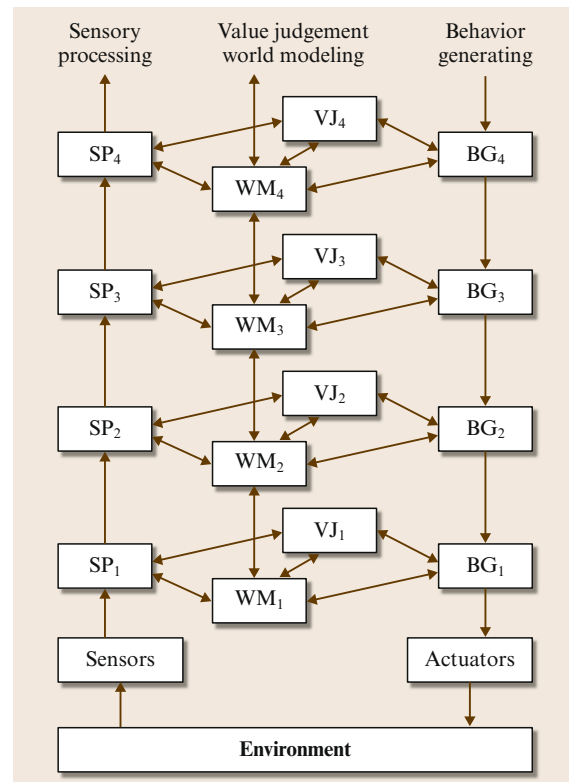 Sensory processing
Value judgement world modeling
Behavior generating
VJ₄
SP₄
BG₄
WM₄
VJ₃
SP₃
BG₃
WM₃
VJ₂
SP₂
BG₂
WM₂
VJ₁
SP₁
BG₁
WM₁
Sensors
Actuators
Environment